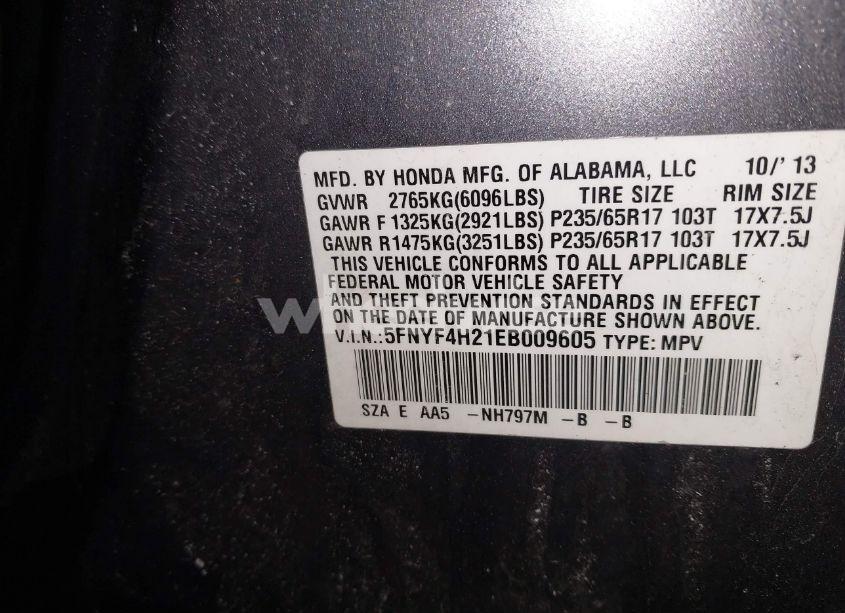 MFD. BY HONDA MFG. OF ALABAMA, LLC 10/'13
GVWR 2765KG(6096LBS) TIRE SIZE RIM SIZE
GAWR F 1325KG(2921LBS) P235/65R17 103T 17X7.5J
GAWR R1475KG(3251LBS) P235/65R17 103T 17X7.5J
THIS VEHICLE CONFORMS TO ALL APPLICABLE
FEDERAL MOTOR VEHICLE SAFETY
AND THEFT PREVENTION STANDARDS IN EFFECT
ON THE DATE OF MANUFACTURE SHOWN ABOVE.
V.I.N.:5FNYF4H21EB009605 TYPE: MPV
SZA E AA5 -NH797M -B -B